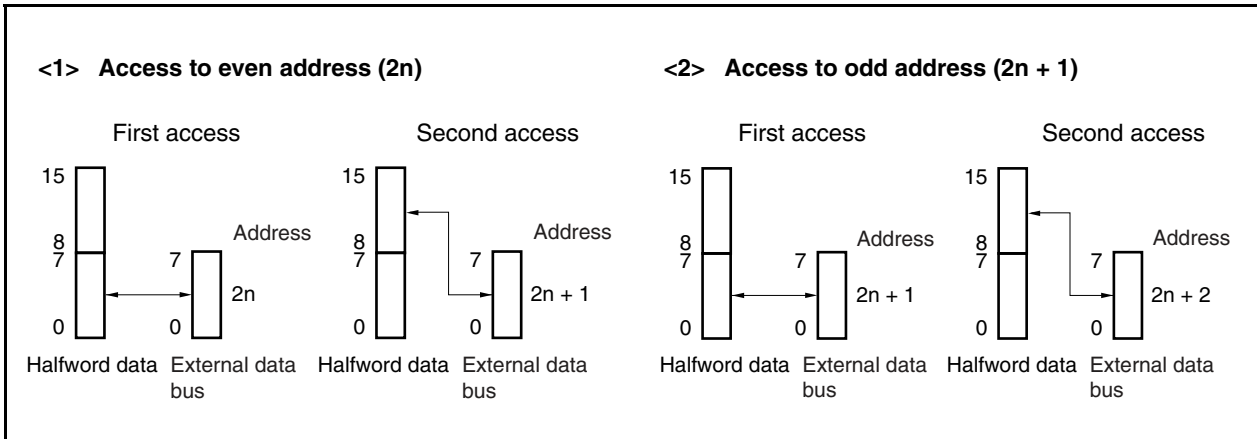 <1> Access to even address (2n)
<2> Access to odd address (2n + 1)
First access
Second access
First access
Second access
15
8
7
0
Address
7
2n
0
Halfword data
External data
bus
15
8
7
0
Address
7
2n + 1
0
Halfword data
External data
bus
15
8
7
0
Address
7
2n + 1
0
Halfword data
External data
bus
15
8
7
0
Address
7
2n + 2
0
Halfword data
External data
bus